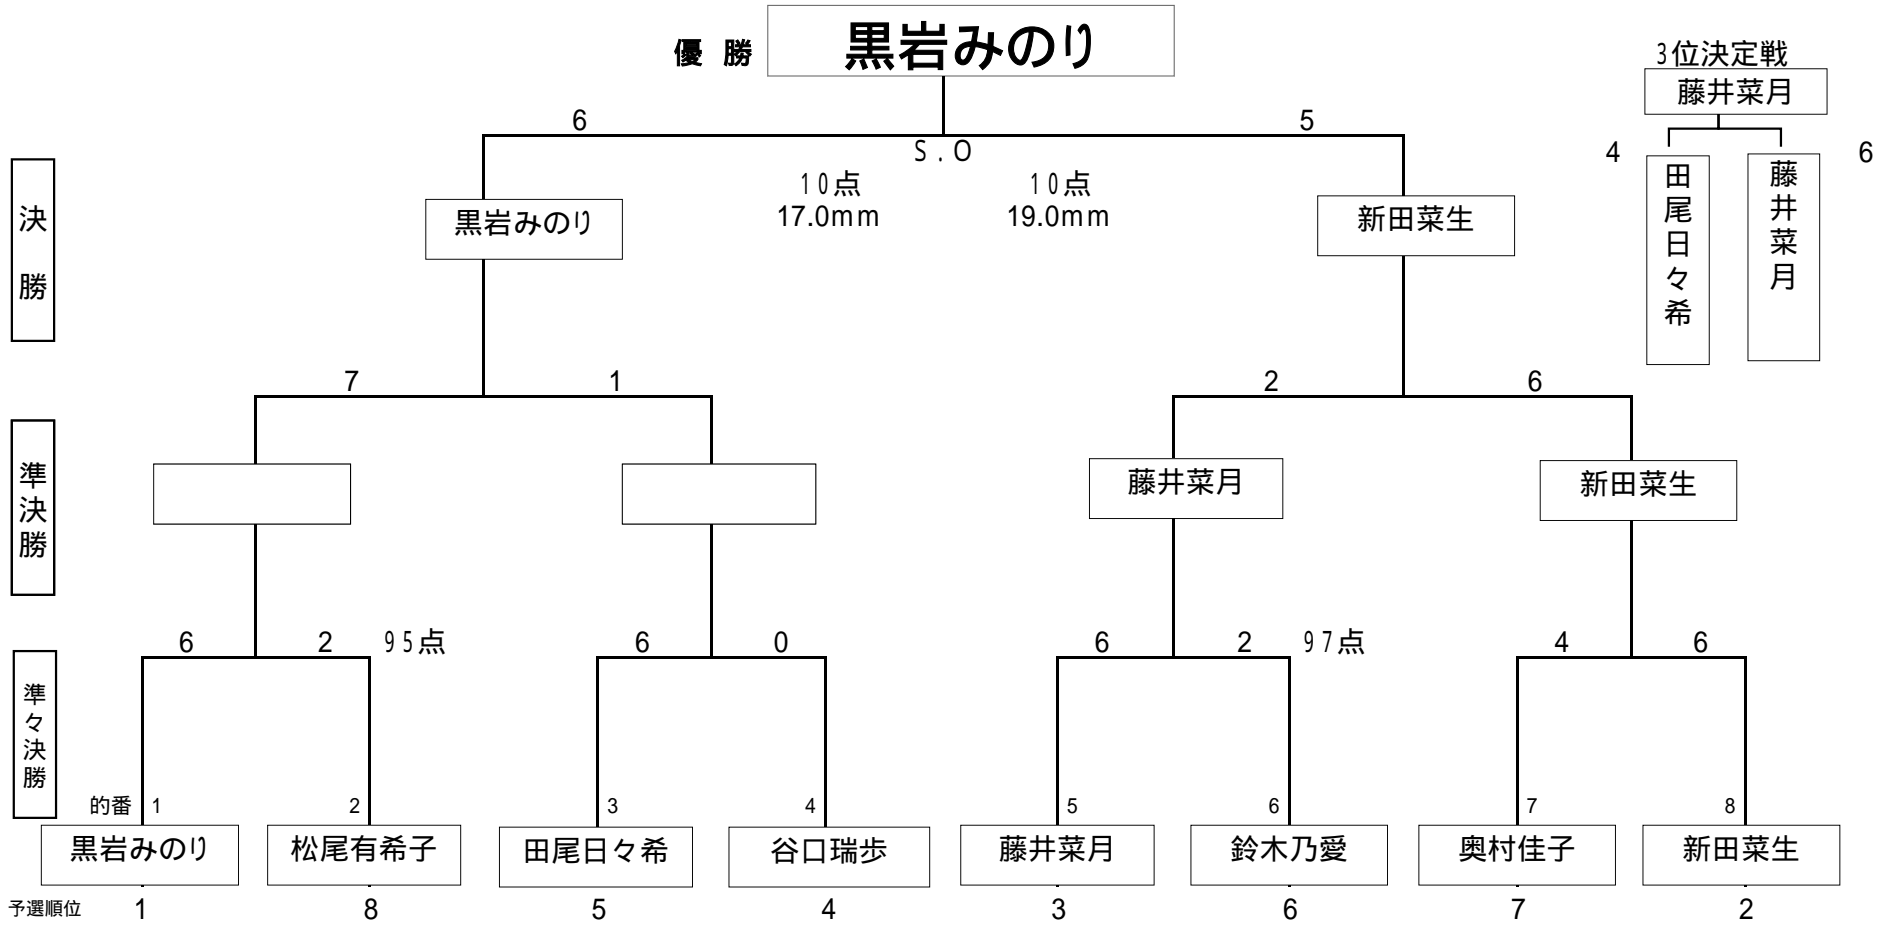 優 勝
黒岩みのり
3位決定戦
藤井菜月
4
6
田尾日々希
藤井菜月
6
5
S.O
10点
10点
17.0mm
19.0mm
決勝
黒岩みのり
新田菜生
7
1
2
6
準決勝
藤井菜月
新田菜生
6
2
95点
6
0
6
2
97点
4
6
準々決勝
的番
1
2
3
4
5
6
7
8
黒岩みのり
松尾有希子
田尾日々希
谷口瑞歩
藤井菜月
鈴木乃愛
奥村佳子
新田菜生
予選順位
1
8
5
4
3
6
7
2